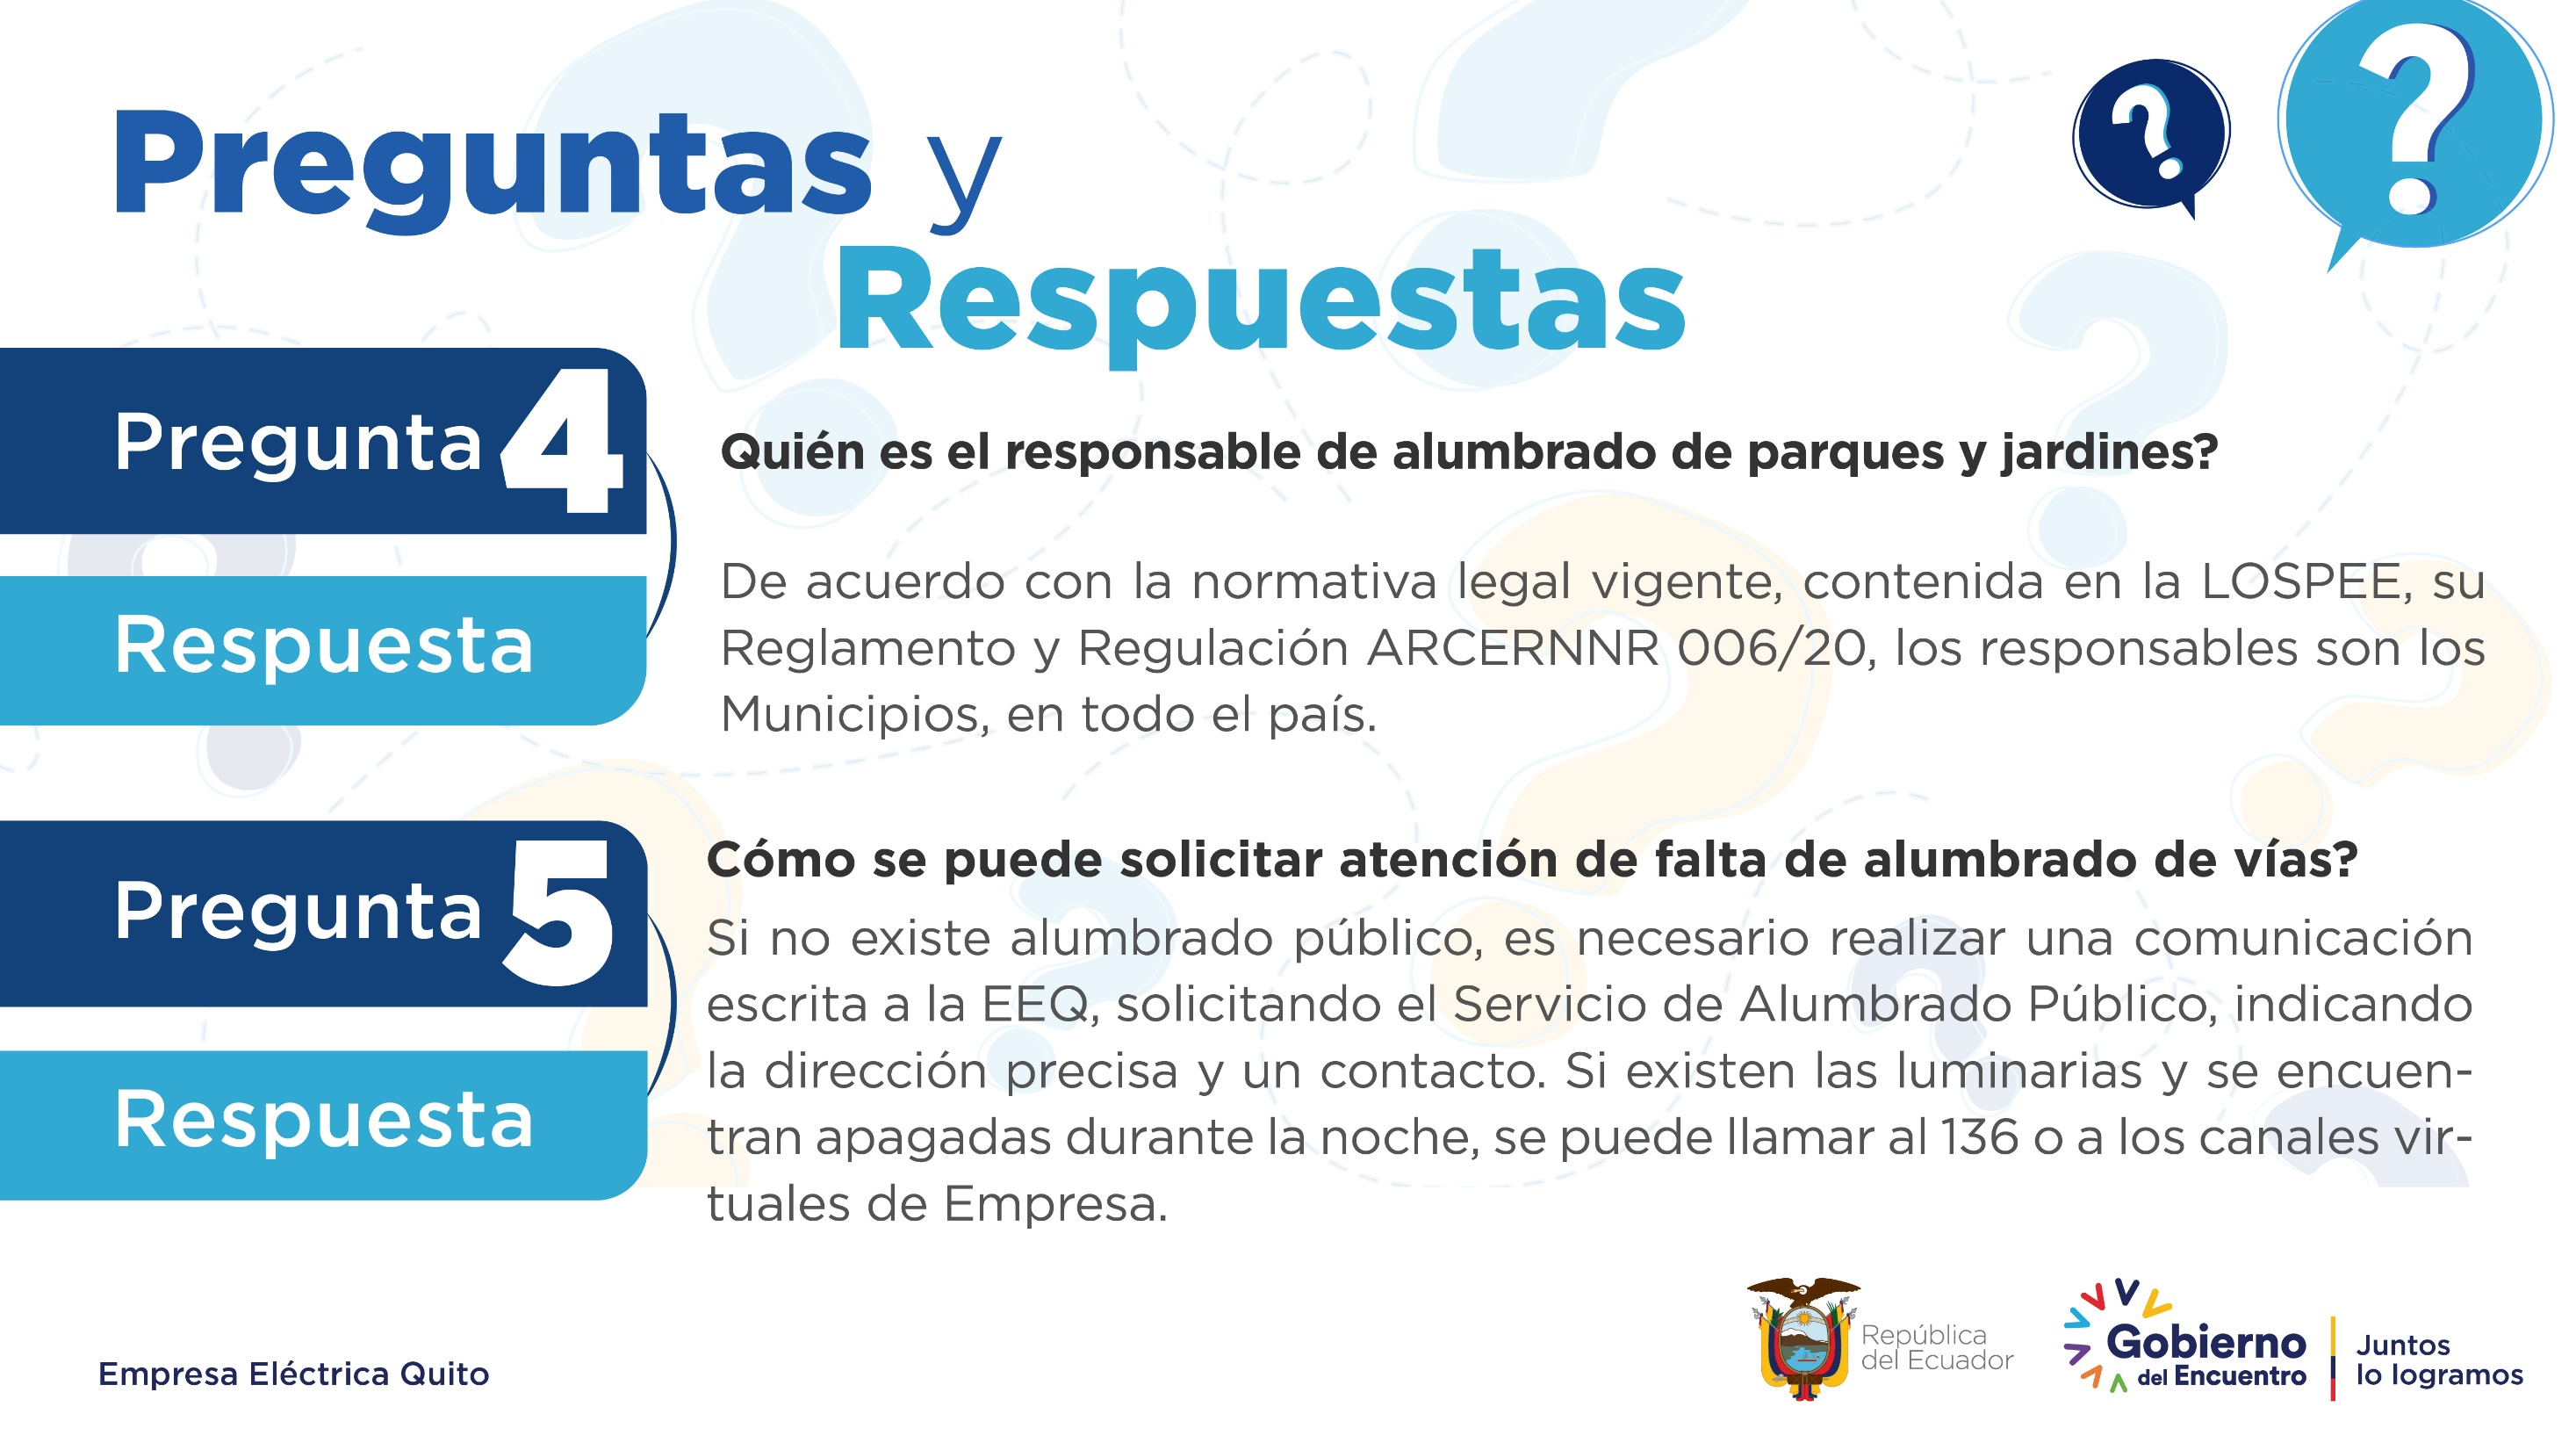 Preguntas y
Respuestas
Pregunta 4
Quién es el responsable de alumbrado de parques y jardines?
Respuesta
De acuerdo con la normativa legal vigente, contenida en la LOSPEE, su
Reglamento y Regulación ARCERNNR 006/20, los responsables son los
Municipios, en todo el país.
Pregunta 5
Cómo se puede solicitar atención de falta de alumbrado de vías?
Respuesta
Si no existe alumbrado público, es necesario realizar una comunicación
escrita a la EEQ, solicitando el Servicio de Alumbrado Público, indicando
la dirección precisa y un contacto. Si existen las luminarias y se encuen-
tran apagadas durante la noche, se puede llamar al 136 o a los canales vir-
tuales de Empresa.
Empresa Eléctrica Quito
República
del Ecuador
Gobierno
del Encuentro
Juntos
lo logramos